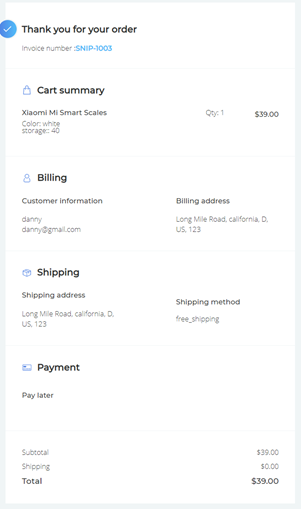 Thank you for your order
Invoice number :SNIP-1003
Cart summary
Xiaomi Mi Smart Scales Qty: 1 $39.00
Color: white
storage:: 40
Billing
Customer information
danny
danny@gmail.com
Billing address
Long Mile Road, california, D,
US, 123
Shipping
Shipping address
Long Mile Road, california, D,
US, 123
Shipping method
free_shipping
Payment
Pay later
Subtotal $39.00
Shipping $0.00
Total $39.00